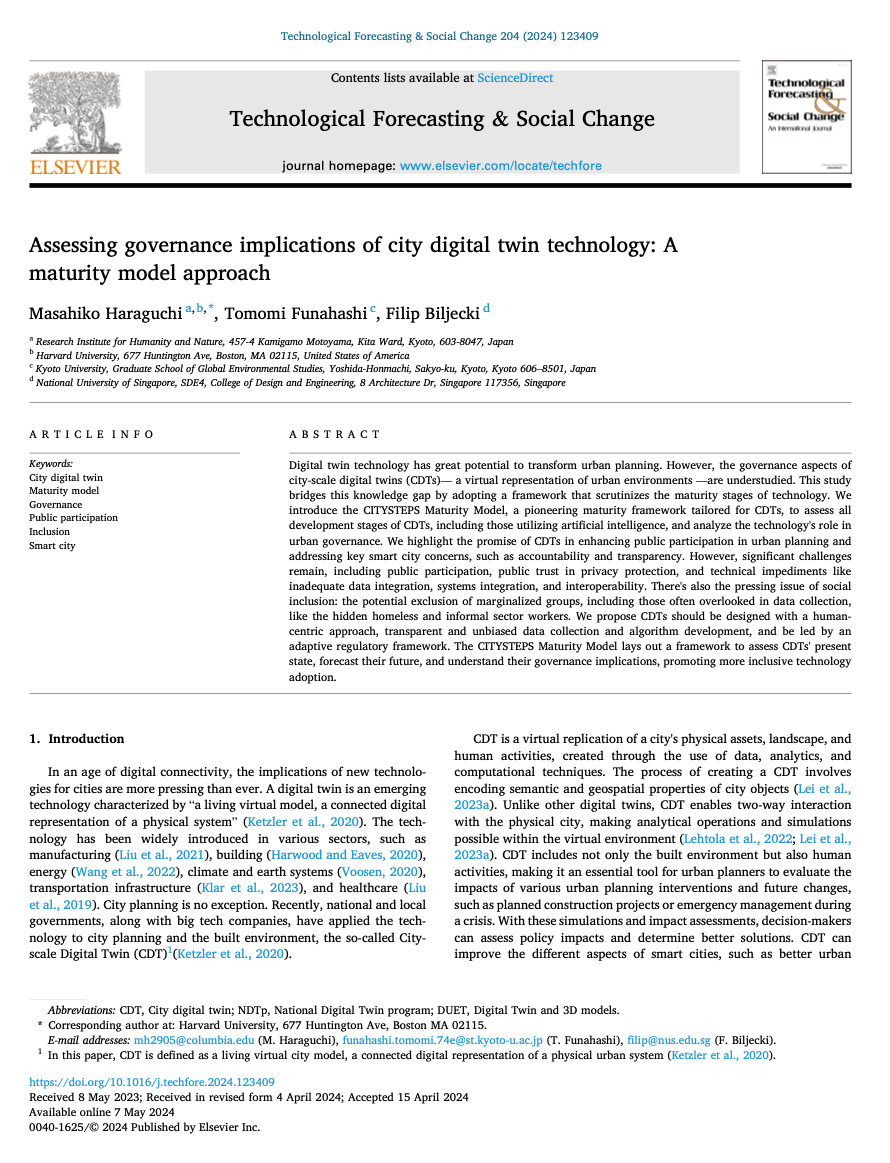 Technological Forecasting & Social Change 204 (2024) 123409
Contents lists available at ScienceDirect
Technological Forecasting & Social Change
journal homepage: www.elsevier.com/locate/techfore
ELSEVIER
Technological
Forecasting
&
Social Change
An International Journal
Assessing governance implications of city digital twin technology: A
maturity model approach
Masahiko Haraguchi a,b,*, Tomomi Funahashi c, Filip Biljecki d
a Research Institute for Humanity and Nature, 457-4 Kamigamo Motoyama, Kita Ward, Kyoto, 603-8047, Japan
b Harvard University, 677 Huntington Ave, Boston, MA 02115, United States of America
c Kyoto University, Graduate School of Global Environmental Studies, Yoshida-Honmachi, Sakyo-ku, Kyoto, Kyoto 606–8501, Japan
d National University of Singapore, SDE4, College of Design and Engineering, 8 Architecture Dr, Singapore 117356, Singapore
ARTICLE INFO
Keywords:
City digital twin
Maturity model
Governance
Public participation
Inclusion
Smart city
ABSTRACT
Digital twin technology has great potential to transform urban planning. However, the governance aspects of
city-scale digital twins (CDTs)— a virtual representation of urban environments —are understudied. This study
bridges this knowledge gap by adopting a framework that scrutinizes the maturity stages of technology. We
introduce the CITYSTEPS Maturity Model, a pioneering maturity framework tailored for CDTs, to assess all
development stages of CDTs, including those utilizing artificial intelligence, and analyze the technology's role in
urban governance. We highlight the promise of CDTs in enhancing public participation in urban planning and
addressing key smart city concerns, such as accountability and transparency. However, significant challenges
remain, including public participation, public trust in privacy protection, and technical impediments like
inadequate data integration, systems integration, and interoperability. There's also the pressing issue of social
inclusion: the potential exclusion of marginalized groups, including those often overlooked in data collection,
like the hidden homeless and informal sector workers. We propose CDTs should be designed with a human-
centric approach, transparent and unbiased data collection and algorithm development, and be led by an
adaptive regulatory framework. The CITYSTEPS Maturity Model lays out a framework to assess CDTs' present
state, forecast their future, and understand their governance implications, promoting more inclusive technology
adoption.
1. Introduction
In an age of digital connectivity, the implications of new technolo-
gies for cities are more pressing than ever. A digital twin is an emerging
technology characterized by “a living virtual model, a connected digital
representation of a physical system” (Ketzler et al., 2020). The tech-
nology has been widely introduced in various sectors, such as
manufacturing (Liu et al., 2021), building (Harwood and Eaves, 2020),
energy (Wang et al., 2022), climate and earth systems (Voosen, 2020),
transportation infrastructure (Klar et al., 2023), and healthcare (Liu
et al., 2019). City planning is no exception. Recently, national and local
governments, along with big tech companies, have applied the tech-
nology to city planning and the built environment, the so-called City-
scale Digital Twin (CDT)1(Ketzler et al., 2020).
CDT is a virtual replication of a city's physical assets, landscape, and
human activities, created through the use of data, analytics, and
computational techniques. The process of creating a CDT involves
encoding semantic and geospatial properties of city objects (Lei et al.,
2023a). Unlike other digital twins, CDT enables two-way interaction
with the physical city, making analytical operations and simulations
possible within the virtual environment (Lehtola et al., 2022; Lei et al.,
2023a). CDT includes not only the built environment but also human
activities, making it an essential tool for urban planners to evaluate the
impacts of various urban planning interventions and future changes,
such as planned construction projects or emergency management during
a crisis. With these simulations and impact assessments, decision-makers
can assess policy impacts and determine better solutions. CDT can
improve the different aspects of smart cities, such as better urban
Abbreviations: CDT, City digital twin; NDTp, National Digital Twin program; DUET, Digital Twin and 3D models.
* Corresponding author at: Harvard University, 677 Huntington Ave, Boston MA 02115.
E-mail addresses: mh2905@columbia.edu (M. Haraguchi), funahashi.tomomi.74e@st.kyoto-u.ac.jp (T. Funahashi), filip@nus.edu.sg (F. Biljecki).
1 In this paper, CDT is defined as a living virtual city model, a connected digital representation of a physical urban system (Ketzler et al., 2020).
https://doi.org/10.1016/j.techfore.2024.123409
Received 8 May 2023; Received in revised form 4 April 2024; Accepted 15 April 2024
Available online 7 May 2024
0040-1625/© 2024 Published by Elsevier Inc.